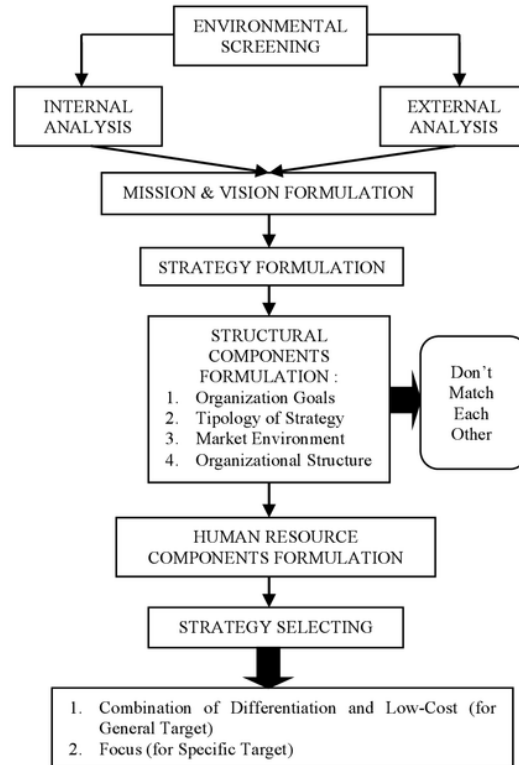 ENVIRONMENTAL
SCREENING
INTERNAL
ANALYSIS
EXTERNAL
ANALYSIS
MISSION & VISION FORMULATION
STRATEGY FORMULATION
STRUCTURAL
COMPONENTS
FORMULATION :
1. Organization Goals
2. Tipology of Strategy
3. Market Environment
4. Organizational Structure
Don't
Match
Each
Other
HUMAN RESOURCE
COMPONENTS FORMULATION
STRATEGY SELECTING
1. Combination of Differentiation and Low-Cost (for
General Target)
2. Focus (for Specific Target)